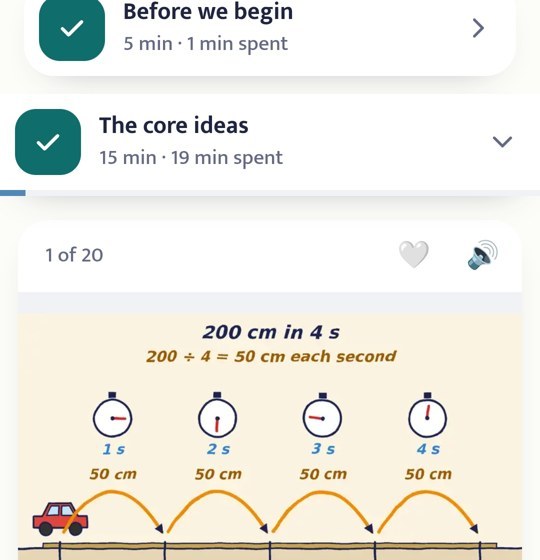 Before we begin
5 min · 1 min spent
The core ideas
15 min · 19 min spent
1 of 20
200 cm in 4 s
200 ÷ 4 = 50 cm each second
1 s 2 s 3 s 4 s
50 cm 50 cm 50 cm 50 cm